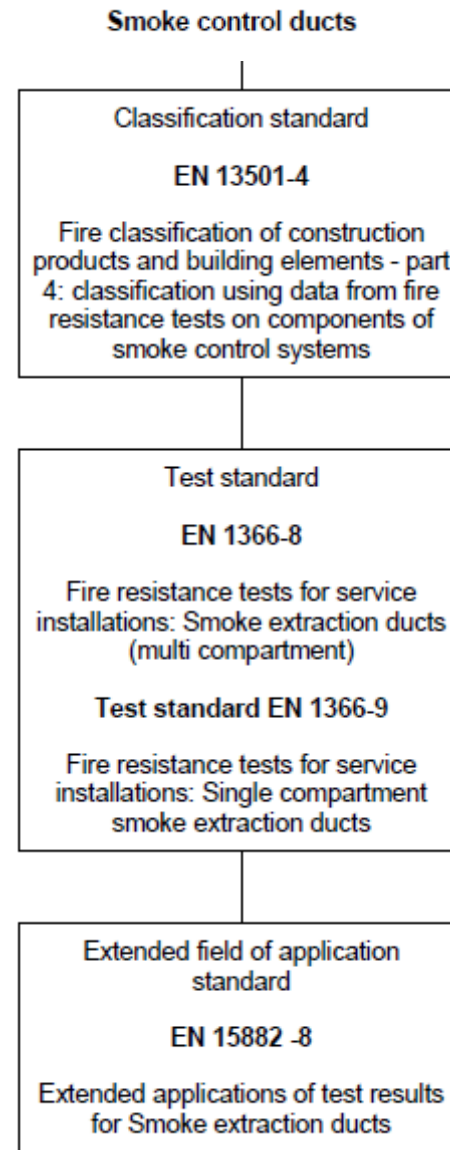 Smoke control ducts
Classification standard
EN 13501-4
Fire classification of construction
products and building elements - part
4: classification using data from fire
resistance tests on components of
smoke control systems
Test standard
EN 1366-8
Fire resistance tests for service
installations: Smoke extraction ducts
(multi compartment)
Test standard EN 1366-9
Fire resistance tests for service
installations: Single compartment
smoke extraction ducts
Extended field of application
standard
EN 15882 -8
Extended applications of test results
for Smoke extraction ducts